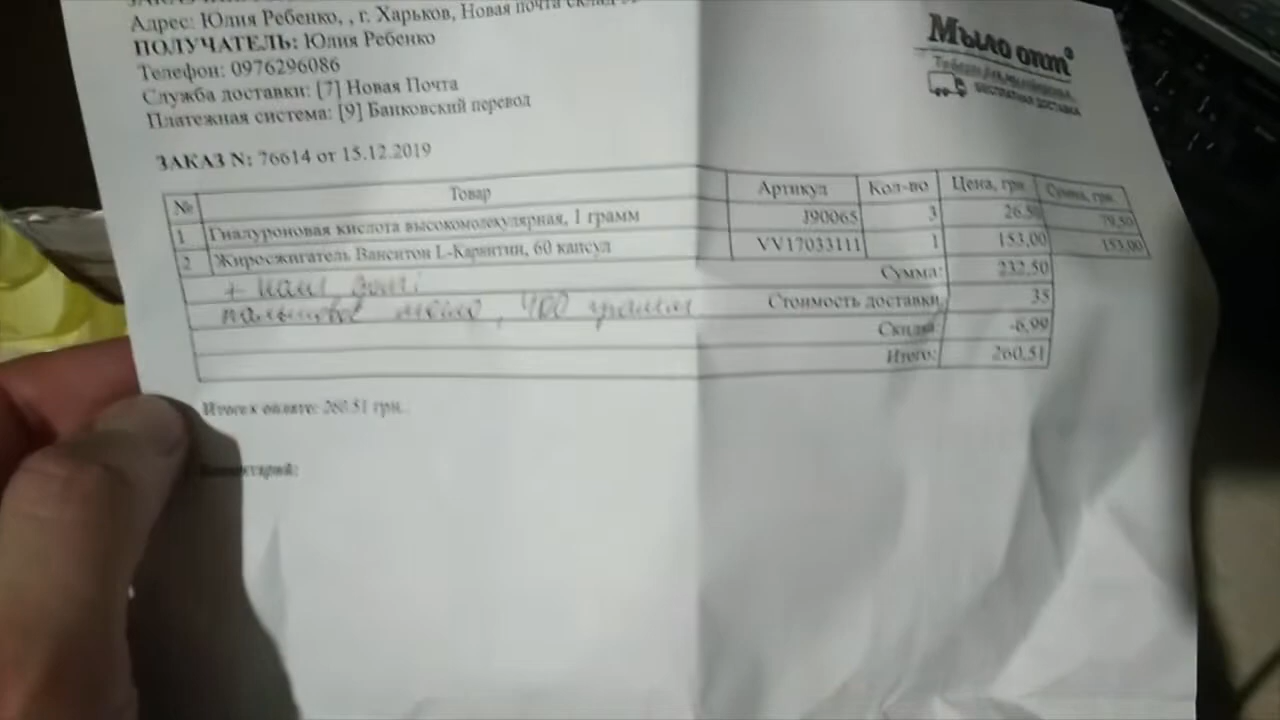 Адрес: Юлия Ребенко, , г. Харьков, Новая почта склад
ПОЛУЧАТЕЛЬ: Юлия Ребенко
Телефон: 0976296086
Служба доставки: [7] Новая Почта
Платежная система: [9] Банковский перевод
Мыло опт
БЕСПЛАТНАЯ ДОСТАВКА
ЗАКАЗ N: 76614 от 15.12.2019
№ Товар Артикул Кол-во Цена, грн Сумма, грн.
1 Гиалуроновая кислота высокомолекулярная, 1 грамм J90065 3 26,50 79,50
2 Жиросжигатель Ванситон L-Карнитин, 60 капсул VV17033111 1 153,00 153,00
Сумма: 232,50
Стоимость доставки 35
Скидка: -6,99
Итого: 260,51
Итого к оплате: 260.51 грн.
Комментарий: